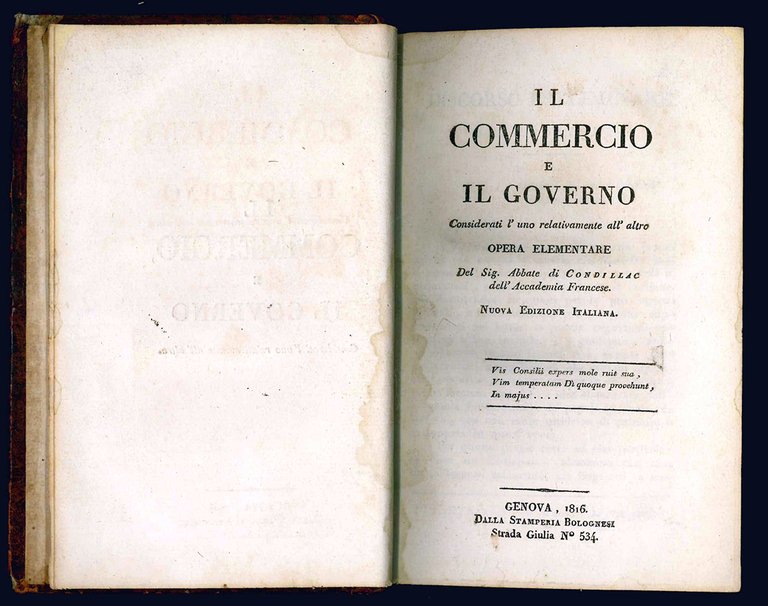 IL
COMMERCIO
E
IL GOVERNO
Considerati l' uno relativamente all' altro
OPERA ELEMENTARE
Del Sig. Abbate di CONDILLAC
dell' Accademia Francese.
NUOVA EDIZIONE ITALIANA.
Vis Consilii expers mole ruit sua,
Vim temperatam Dì quoque provehunt,
In majus . . . .
GENOVA, 1816.
DALLA STAMPERIA BOLOGNESI
Strada Giulia Nº 534.